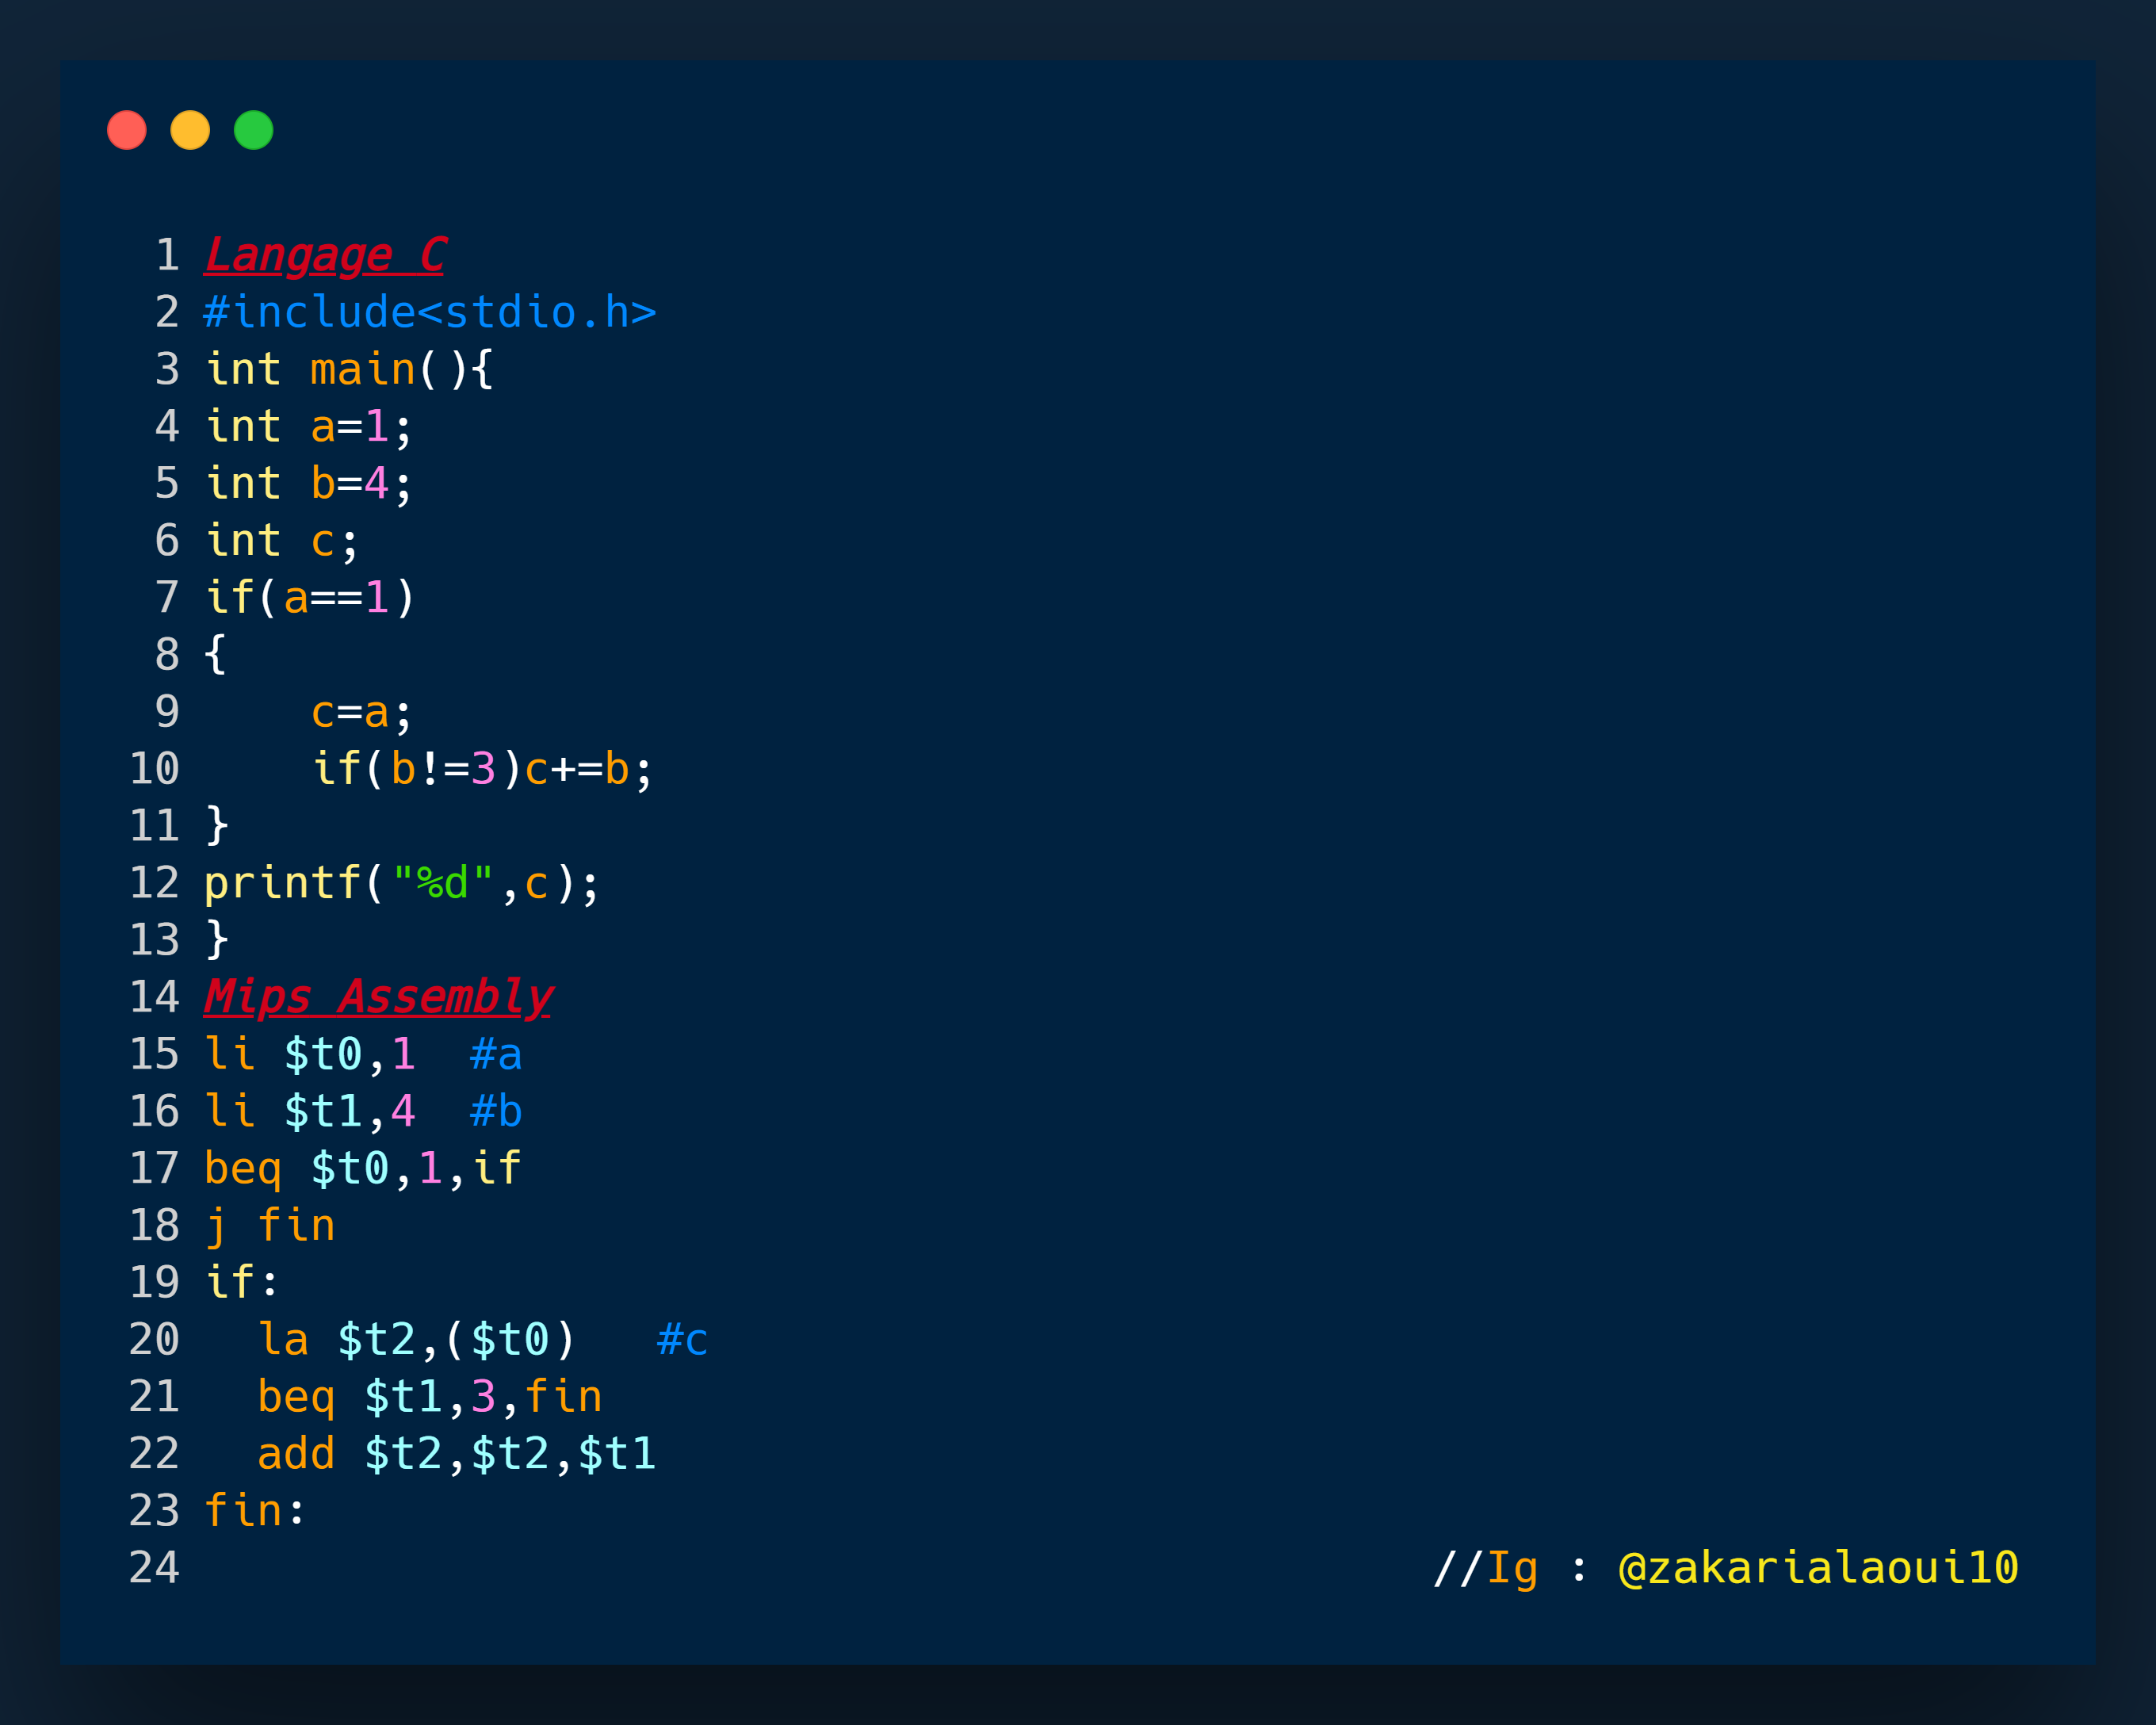 1 Langage C
2 #include<stdio.h>
3 int main(){
4 int a=1;
5 int b=4;
6 int c;
7 if(a==1)
8 {
9     c=a;
10     if(b!=3)c+=b;
11 }
12 printf("%d",c);
13 }
14 Mips Assembly
15 li $t0,1  #a
16 li $t1,4  #b
17 beq $t0,1,if
18 j fin
19 if:
20   la $t2,($t0)   #c
21   beq $t1,3,fin
22   add $t2,$t2,$t1
23 fin:
24 //Ig : @zakarialaoui10